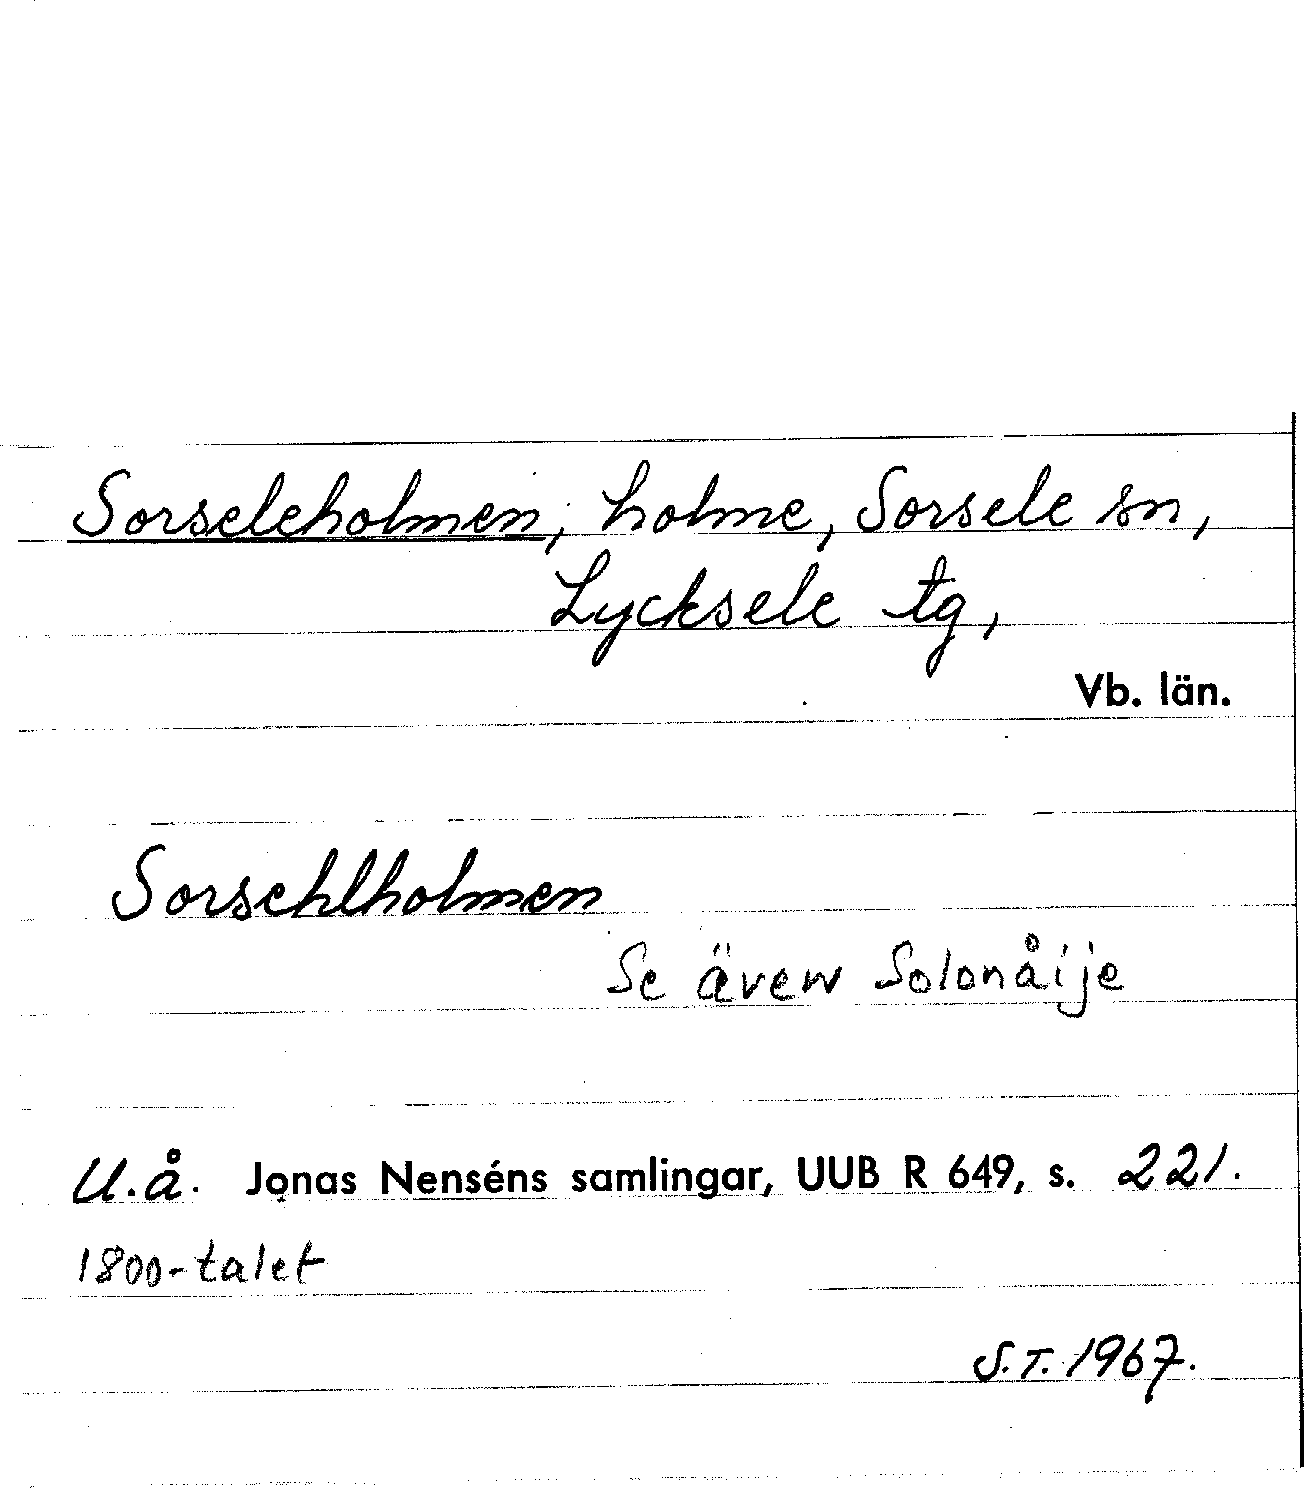 Sorseleholmen, holme, Sorsele sn,
Lycksele tg,
Vb. län.
Sorsehlholmen
Se även Solonåije
U.å. Jonas Nenséns samlingar, UUB R 649, s. 221.
1800-talet
S.T. 1967.